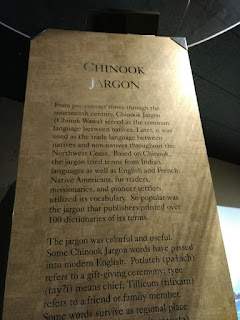 CHINOOK
JARGON
From pre-contact times through the
nineteenth century, Chinook Jargon
(Chinuk Wawa) served as the common
language between natives. Later, it was
used as the trade language between
natives and non-natives throughout the
Northwest Coast. Based on Chinook,
the jargon used terms from Indian
languages as well as English and French.
Native Americans, fur traders,
missionaries, and pioneer settlers
utilized its vocabulary. So popular was
the jargon that publishers printed over
100 dictionaries of its terms.
The jargon was colorful and useful.
Some Chinook Jargon words have passed
into modern English. Potlatch (paɬach)
refers to a gift-giving ceremony; tyee
(tay?i) means chief; Tillicum (tilixam)
refers to a friend or family member.
Some words survive as regional place